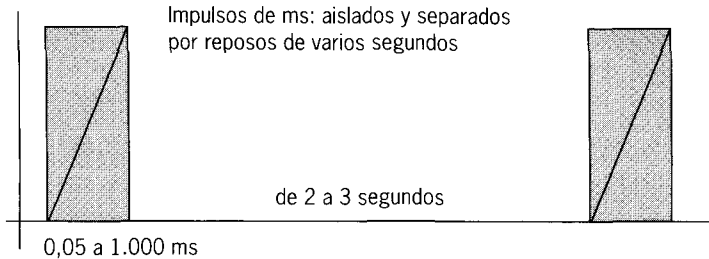 Impulsos de ms: aislados y separados
por reposos de varios segundos
de 2 a 3 segundos
0,05 a 1.000 ms